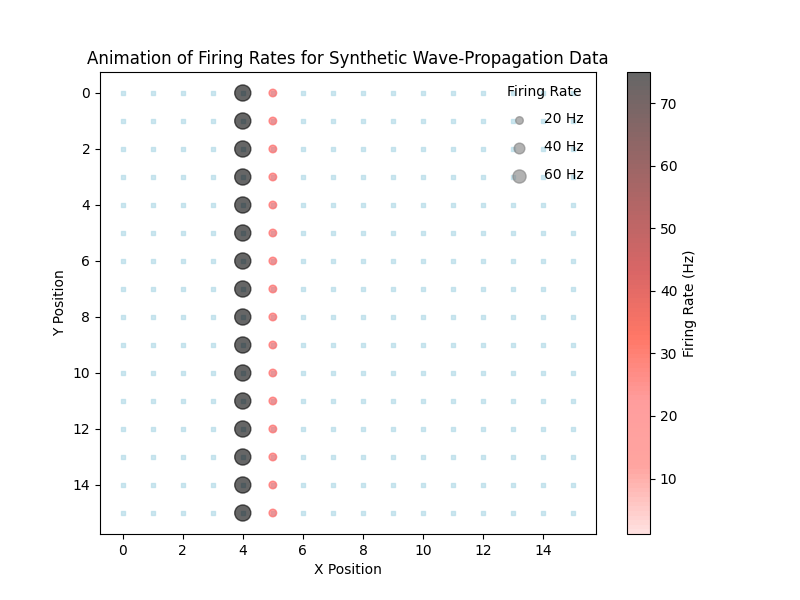 Animation of Firing Rates for Synthetic Wave-Propagation Data
Firing Rate
20 Hz
40 Hz
60 Hz
0
2
4
6
8
10
12
14
Y Position
0
2
4
6
8
10
12
14
X Position
70
60
50
40
30
20
10
Firing Rate (Hz)